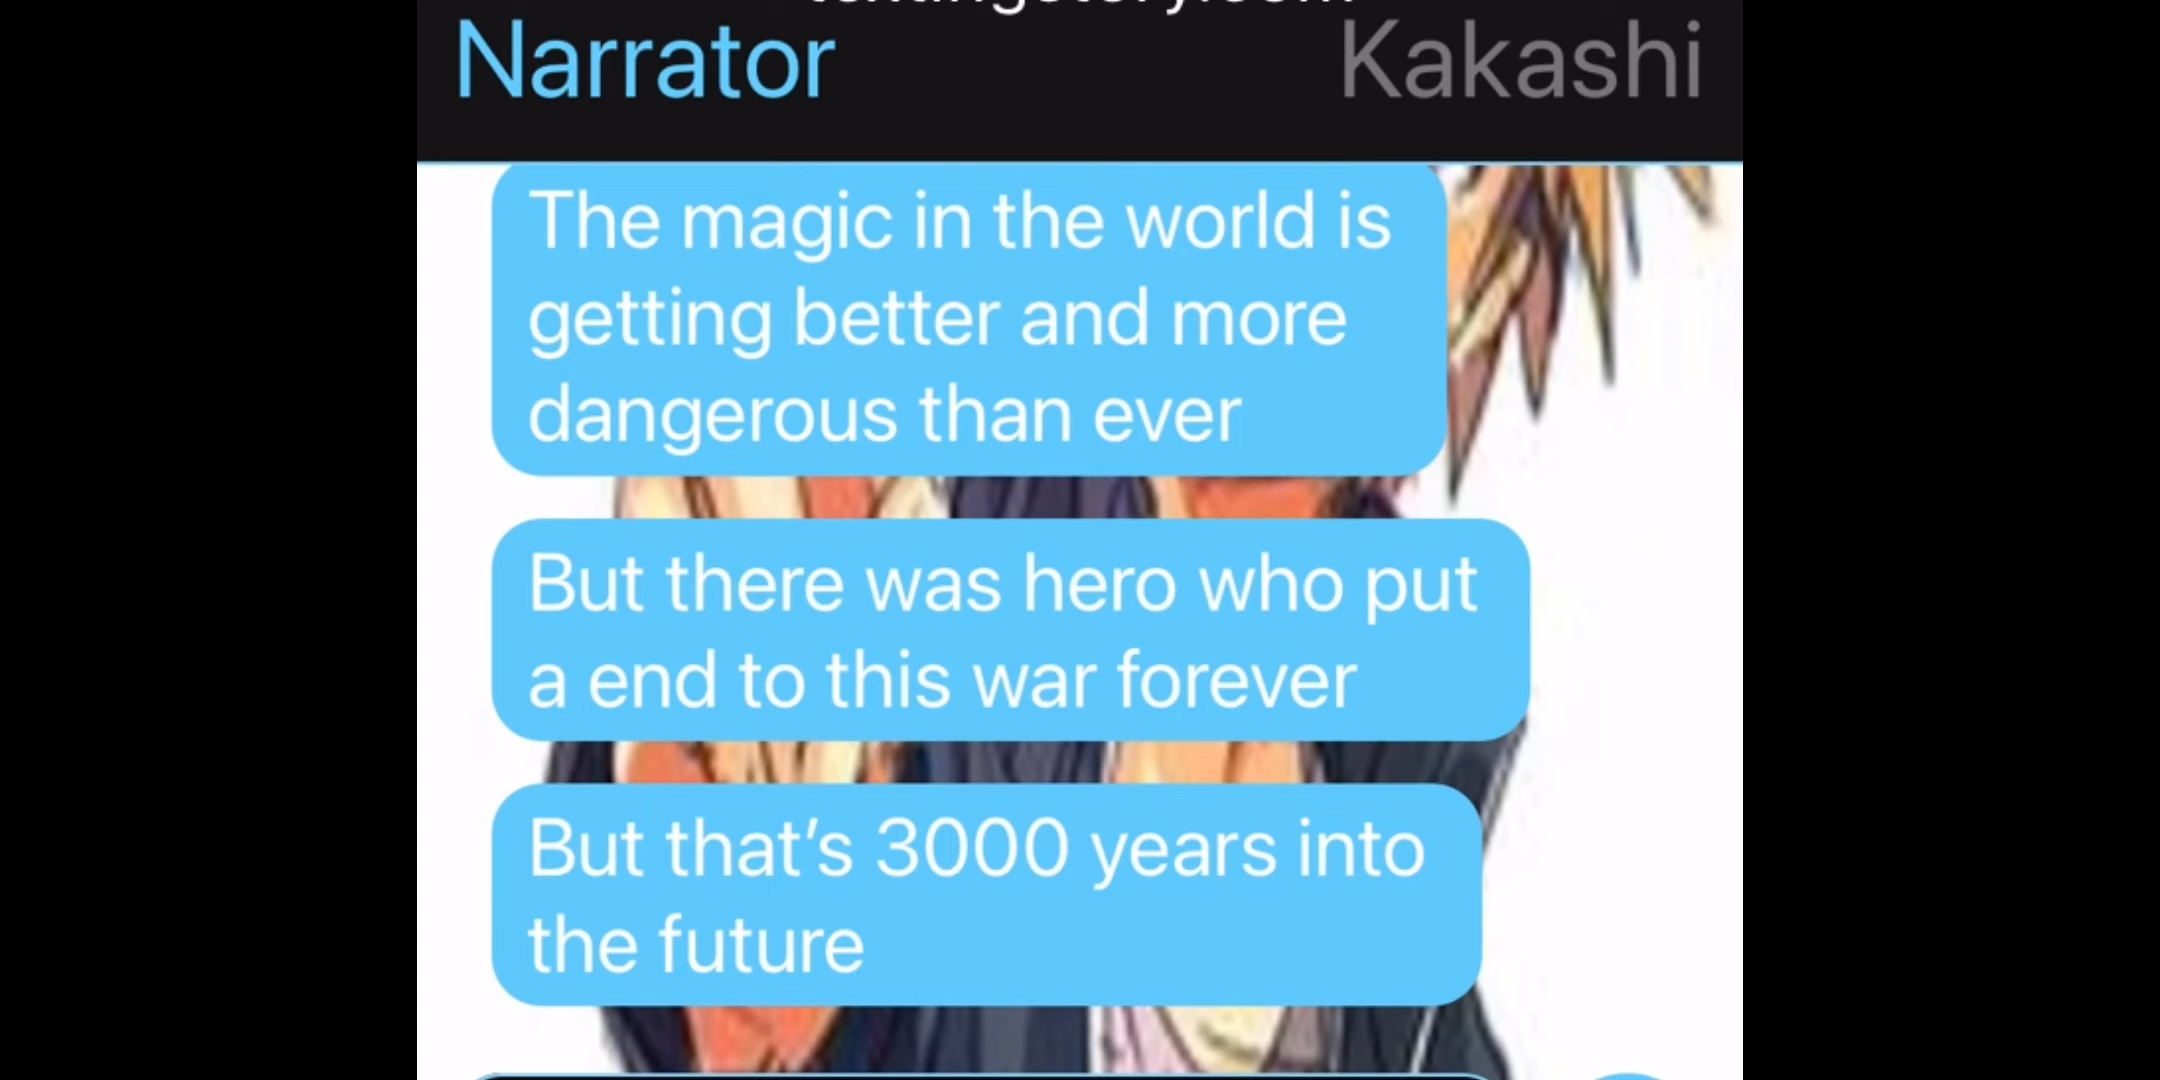 Narrator Kakashi
The magic in the world is
getting better and more
dangerous than ever
But there was hero who put
a end to this war forever
But that’s 3000 years into
the future